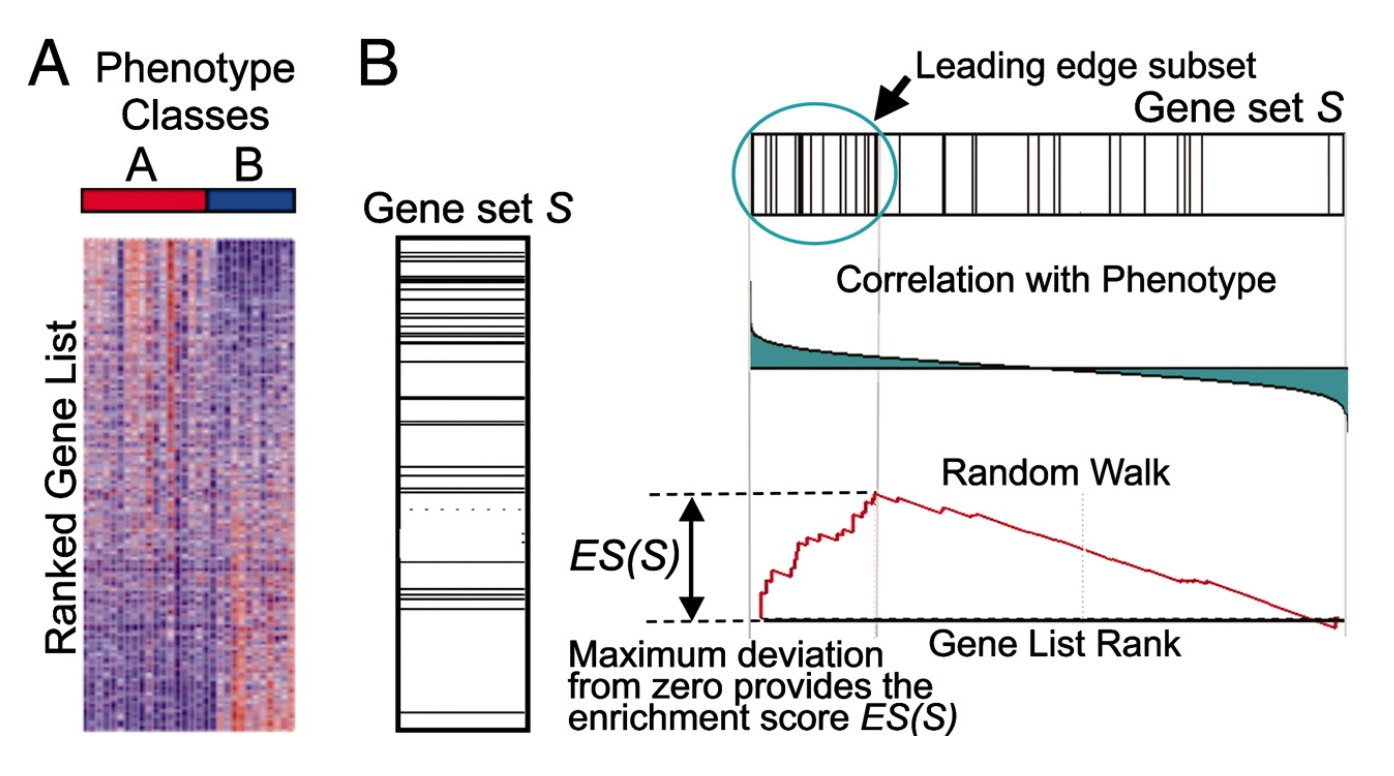 A
Phenotype
Classes
A
B
Ranked Gene List
B
Gene set S
Leading edge subset
Gene set S
Correlation with Phenotype
Random Walk
ES(S)
Gene List Rank
Maximum deviation
from zero provides the
enrichment score ES(S)